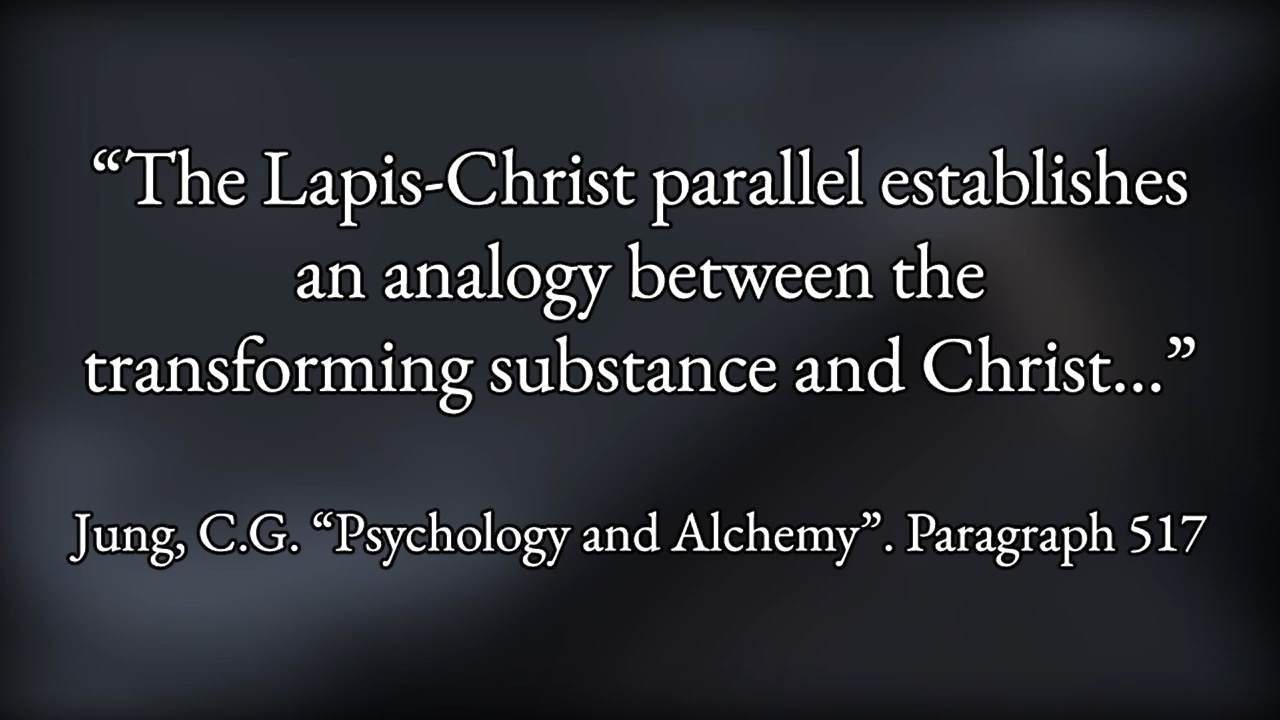 “The Lapis-Christ parallel establishes
an analogy between the
transforming substance and Christ...”
Jung, C.G. “Psychology and Alchemy”. Paragraph 517